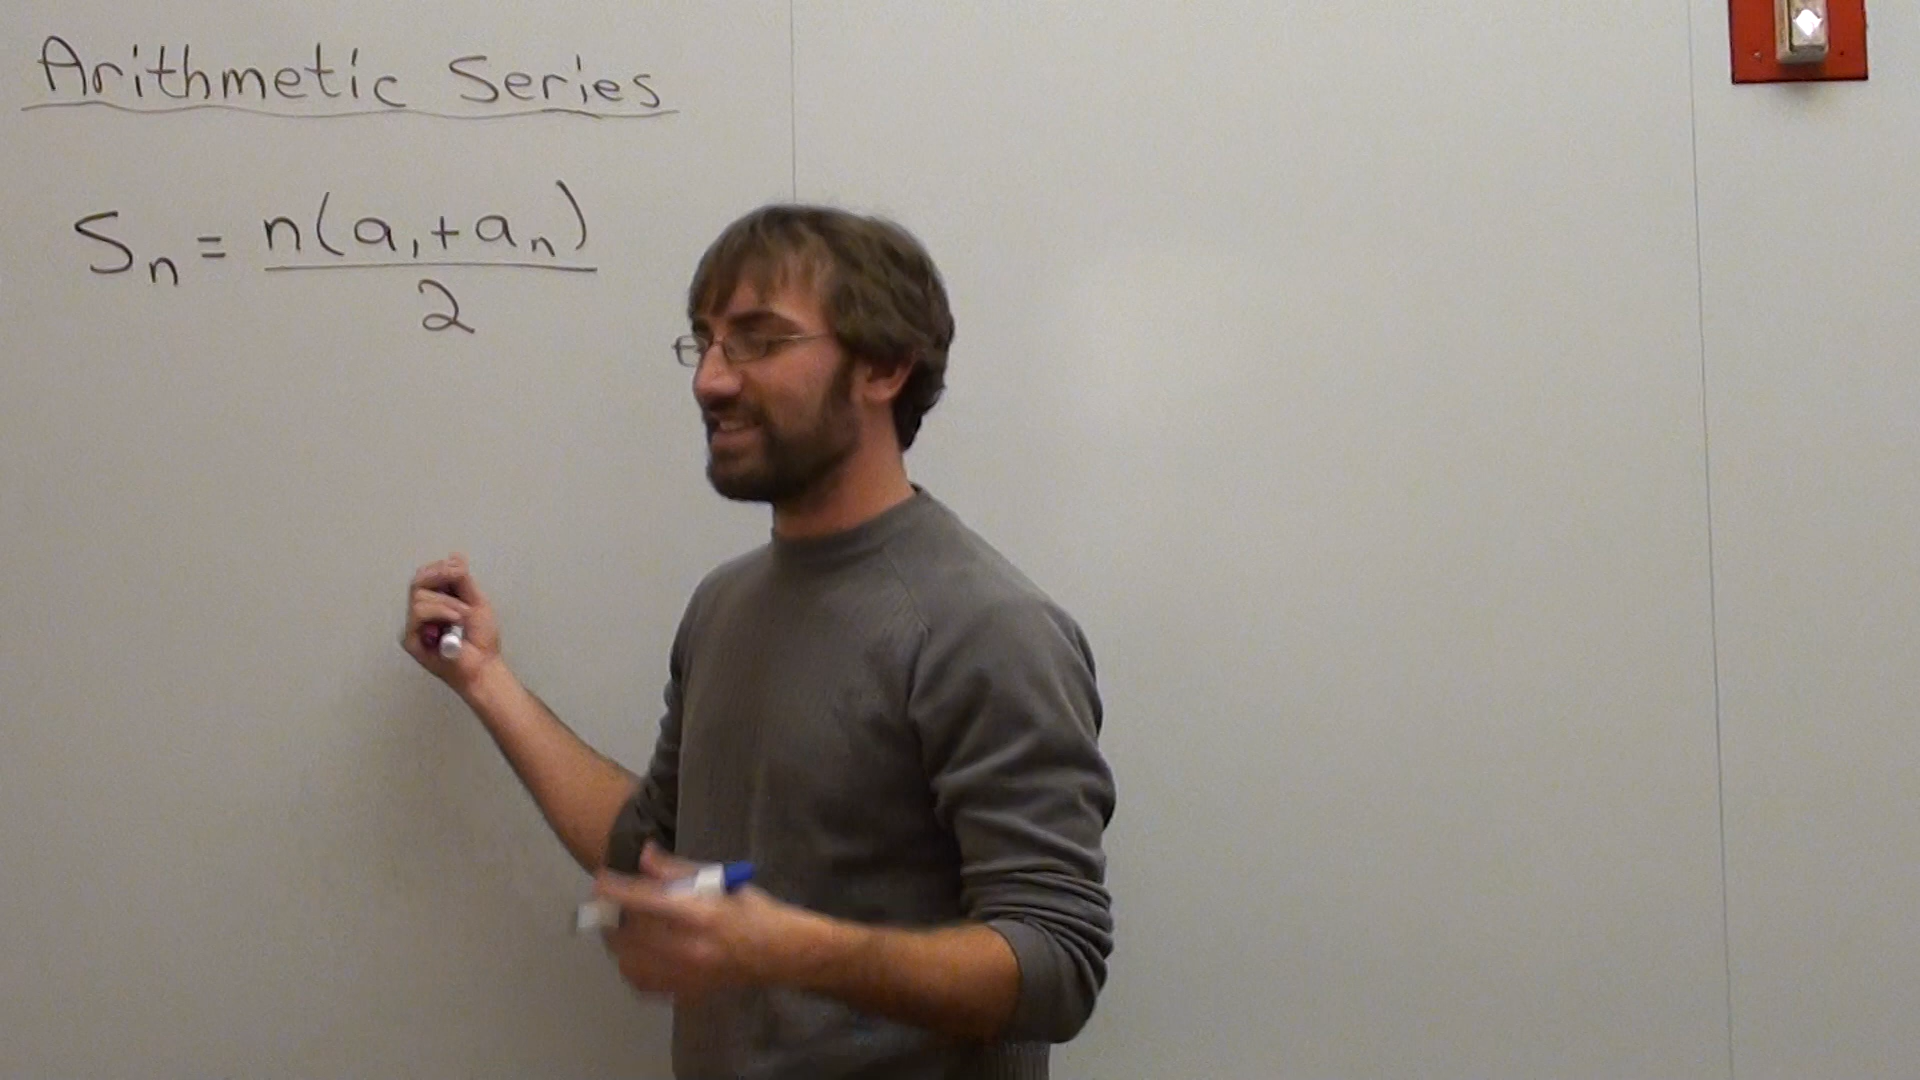 Arithmetic Series
Sn = n(a1+an)
2